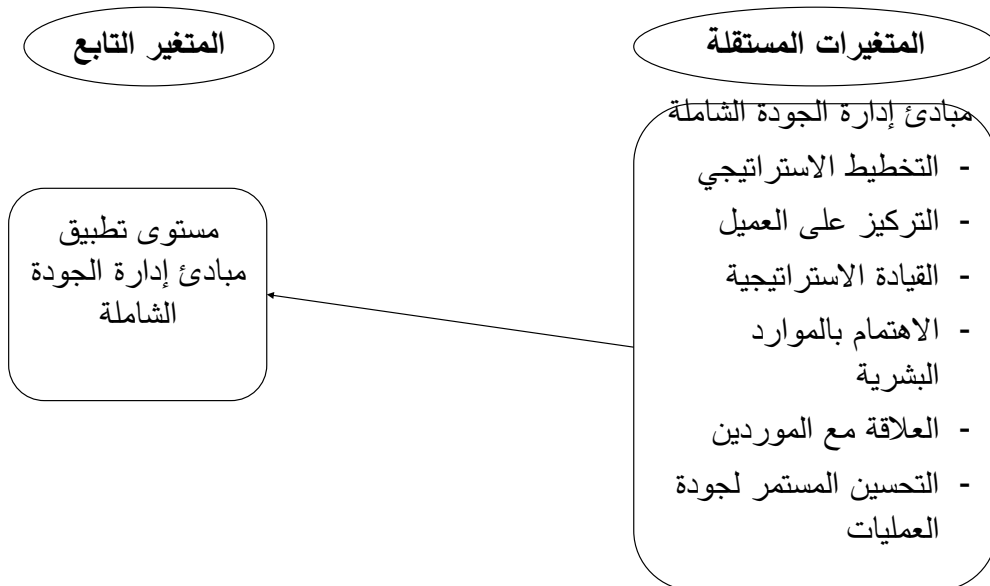 المتغيرات المستقلة
مبادئ إدارة الجودة الشاملة
- التخطيط الاستراتيجي
- التركيز على العميل
- القيادة الاستراتيجية
- الاهتمام بالموارد
البشرية
- العلاقة مع الموردين
- التحسين المستمر لجودة
العمليات
المتغير التابع
مستوى تطبيق
مبادئ إدارة الجودة
الشاملة